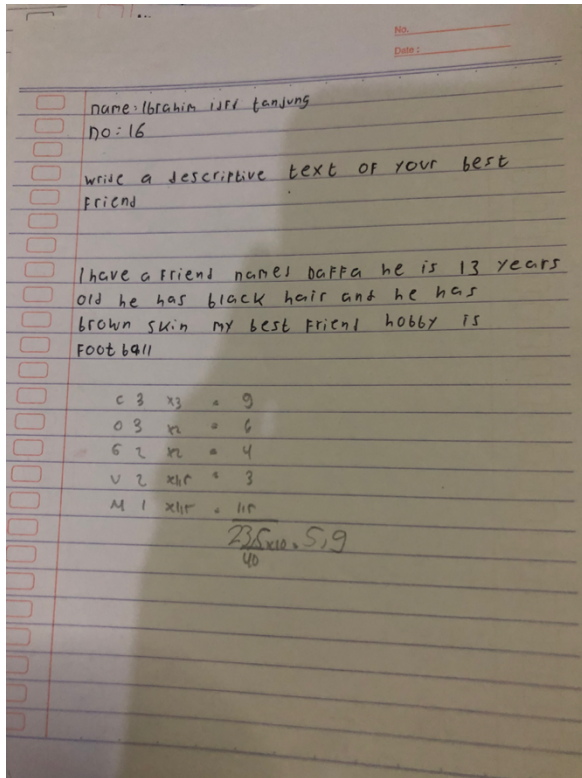 No.
Date :
name: Ibrahim tanjung
no : 16
write a descriptive text of your best
friend
I have a friend names Daffa he is 13 years
old he has black hair and he has
brown skin my best friend hobby is
football
C 3 x3 = 9
O 3 x2 = 6
G 2 x2 = 4
V 2 x1,5 = 3
M 1 x1,5 = 1,5
23,5 x10 = 5,9
40